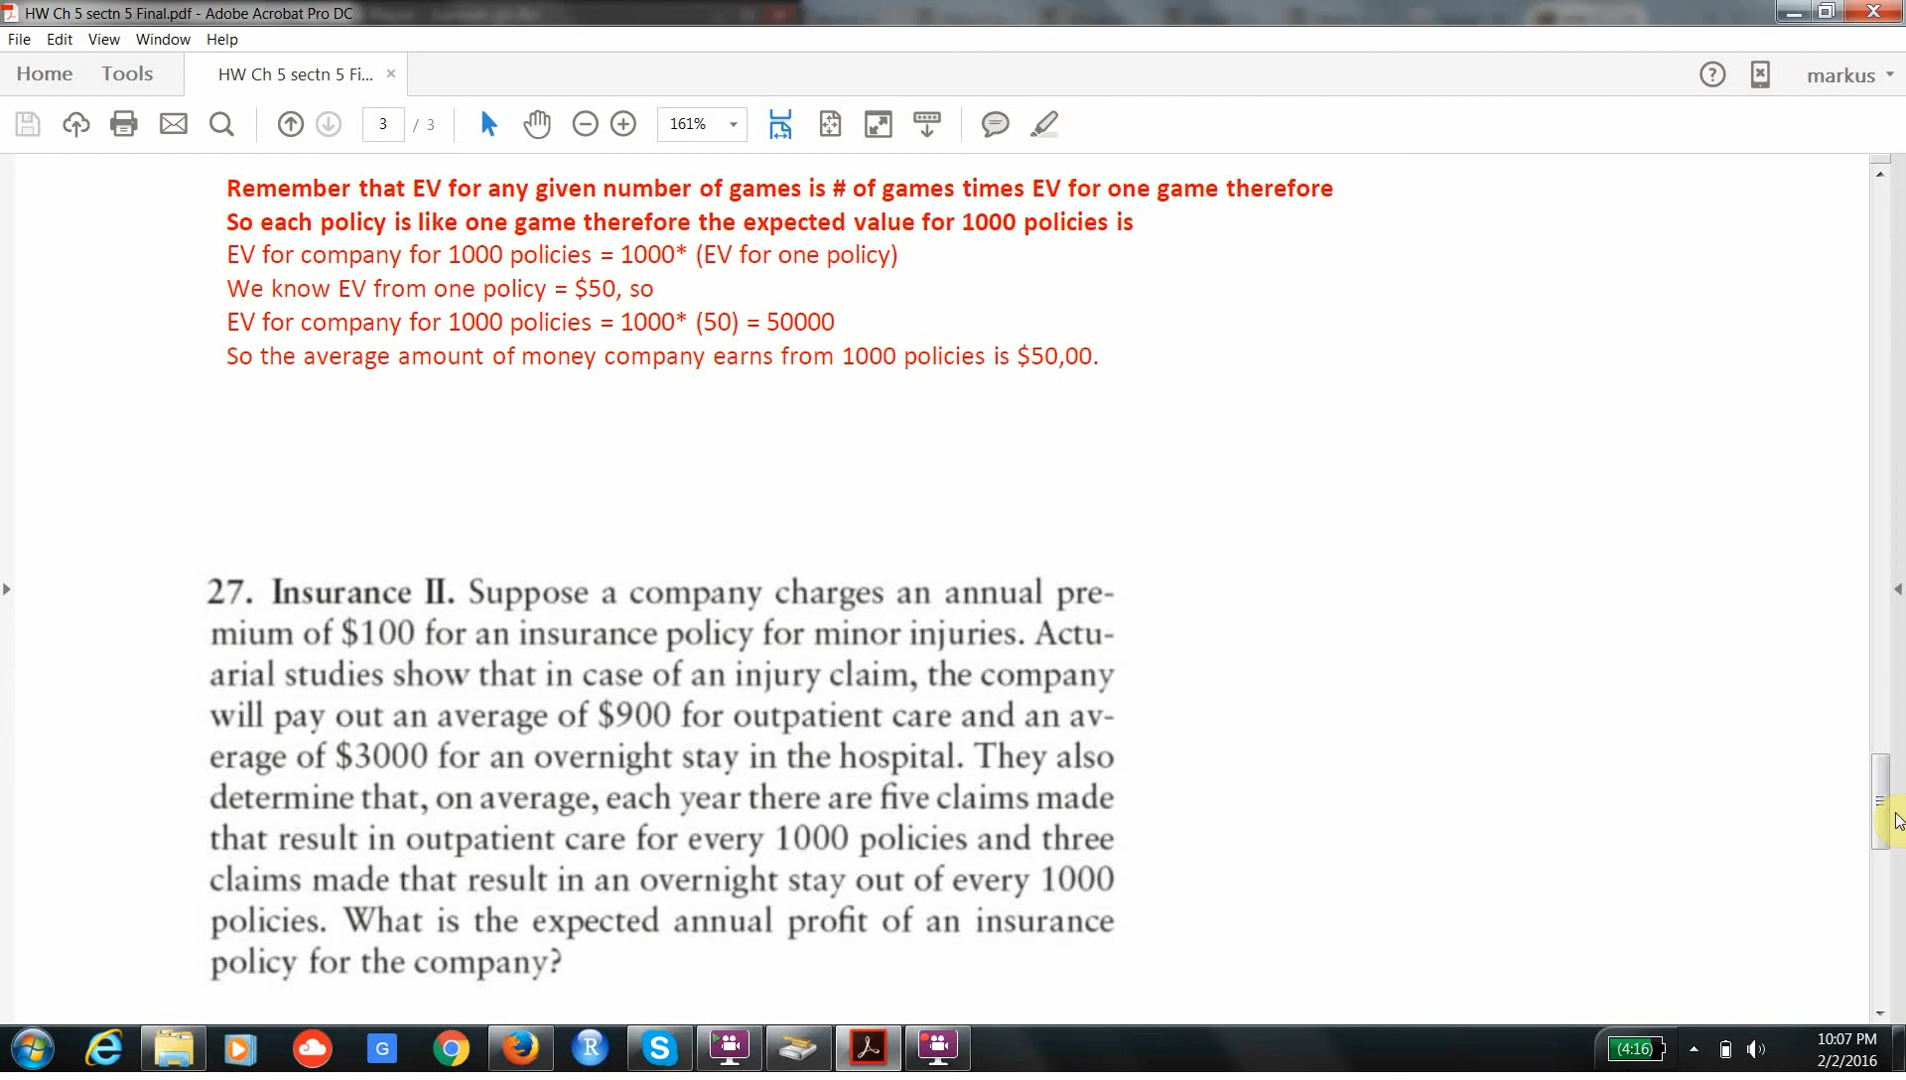 HW Ch 5 sectn 5 Final.pdf - Adobe Acrobat Pro DC
File Edit View Window Help
Home Tools HW Ch 5 sectn 5 Fi... × markus
3 / 3 161%
Remember that EV for any given number of games is # of games times EV for one game therefore
So each policy is like one game therefore the expected value for 1000 policies is
EV for company for 1000 policies = 1000* (EV for one policy)
We know EV from one policy = $50, so
EV for company for 1000 policies = 1000* (50) = 50000
So the average amount of money company earns from 1000 policies is $50,00.
27. Insurance II. Suppose a company charges an annual pre-
mium of $100 for an insurance policy for minor injuries. Actu-
arial studies show that in case of an injury claim, the company
will pay out an average of $900 for outpatient care and an av-
erage of $3000 for an overnight stay in the hospital. They also
determine that, on average, each year there are five claims made
that result in outpatient care for every 1000 policies and three
claims made that result in an overnight stay out of every 1000
policies. What is the expected annual profit of an insurance
policy for the company?
G R S (4:16) 10:07 PM
2/2/2016